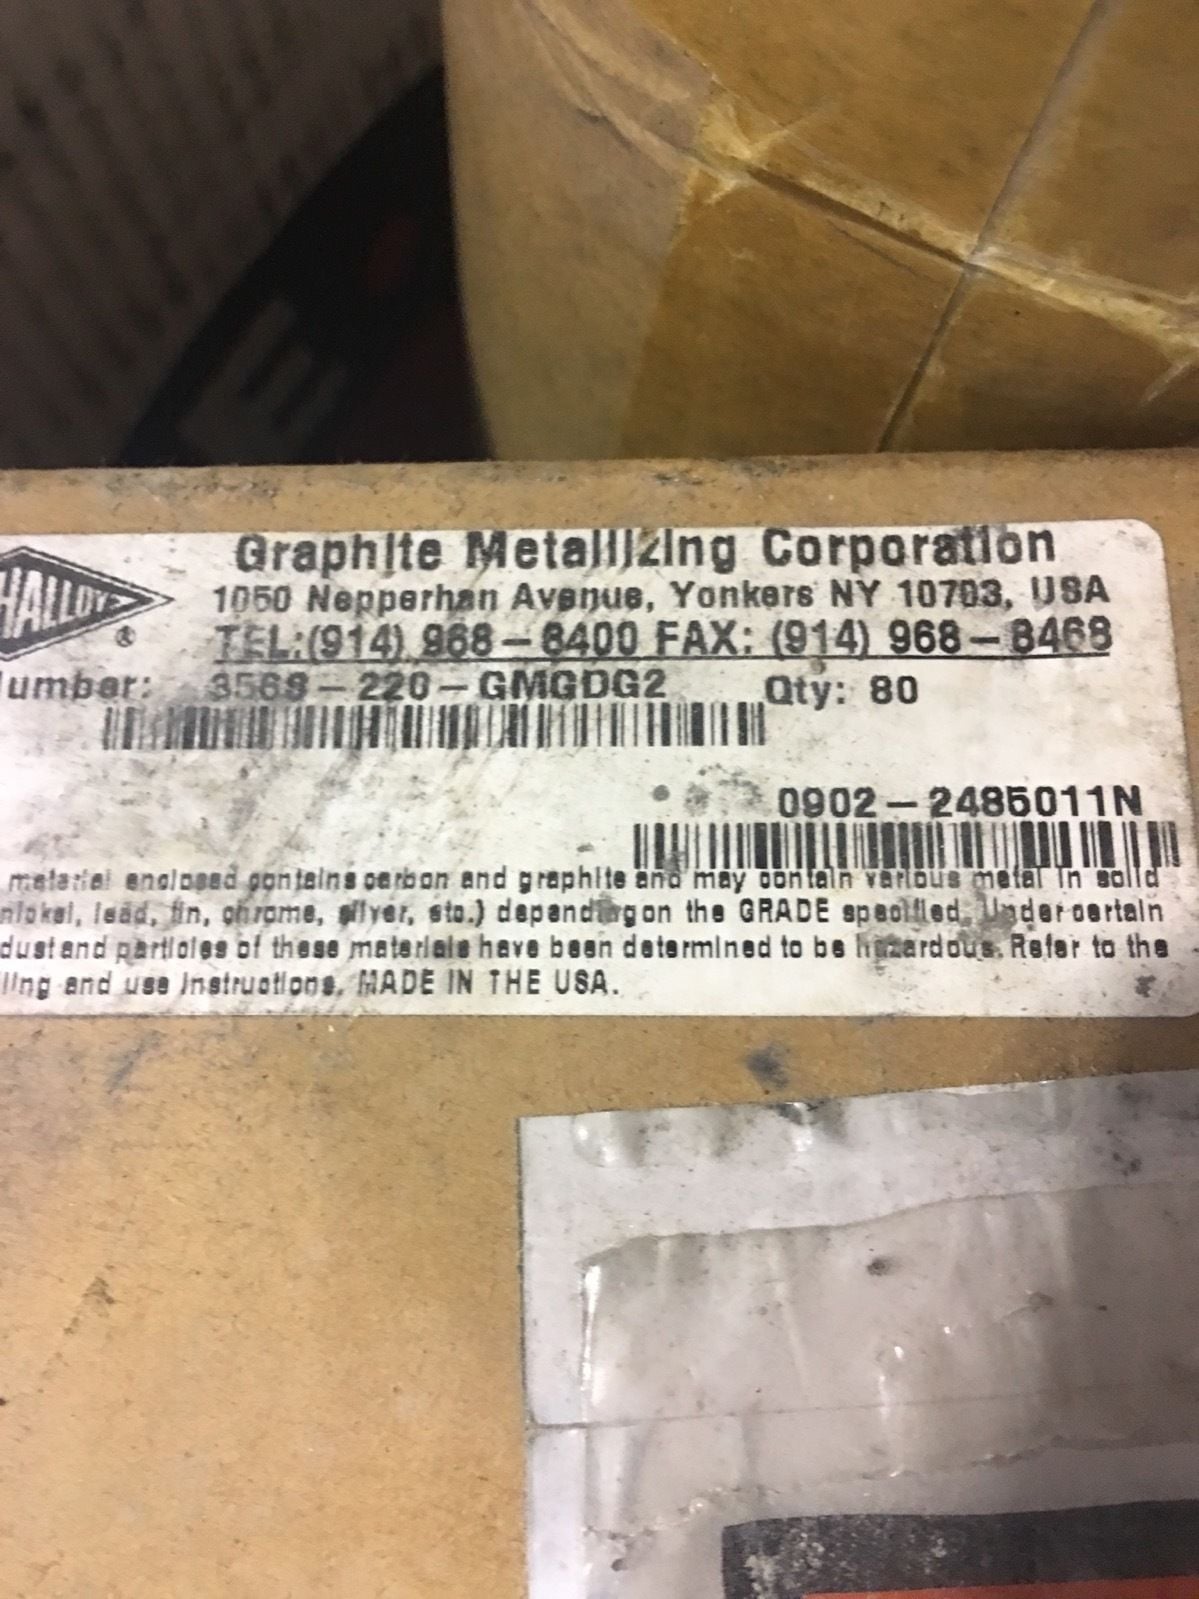 Graphite Metallizing Corporation
HALLOY ®
1050 Nepperhan Avenue, Yonkers NY 10703, USA
TEL:(914) 968-8400 FAX: (914) 968-8468
umber: 3569-220-GMGDG2 Qty: 80
0902-2485011N
material enclosed contains carbon and graphite and may contain various metal in solid
nickel, lead, tin, chrome, silver, etc.) depending on the GRADE specified. Under certain
dust and particles of these materials have been determined to be hazardous. Refer to the
ling and use instructions. MADE IN THE USA.